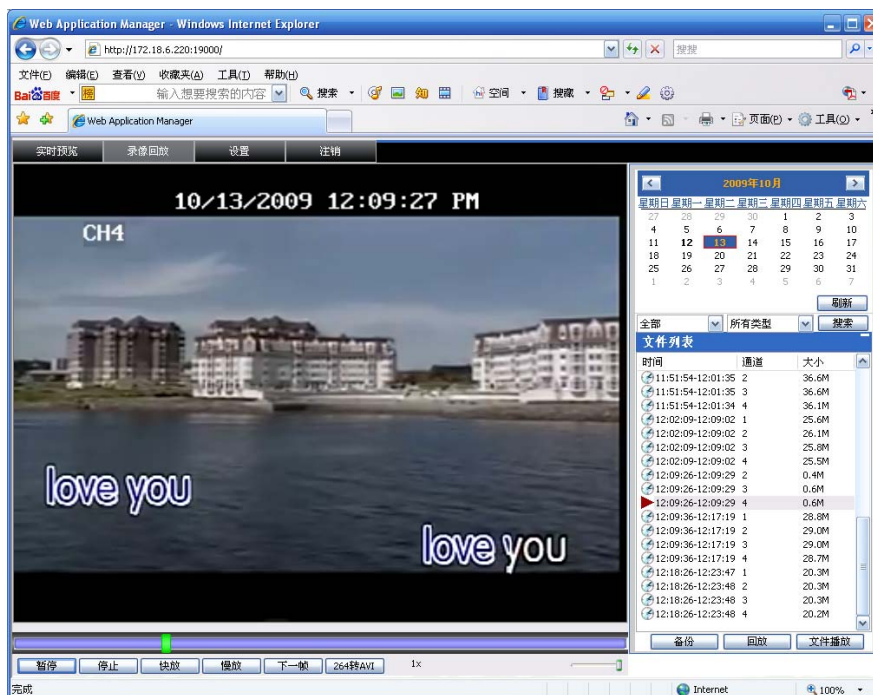 Web Application Manager - Windows Internet Explorer
http://172.18.6.220:19000/
搜搜
文件(F) 编辑(E) 查看(V) 收藏夹(A) 工具(T) 帮助(H)
Bai 百度 输入想要搜索的内容 搜索 空间 搜藏
Web Application Manager 页面(P) 工具(O)
实时预览 录像回放 设置 注销
10/13/2009 12:09:27 PM
CH4
love you
love you
2009年10月
星期日 星期一 星期二 星期三 星期四 星期五 星期六
27 28 29 30 1 2 3
4 5 6 7 8 9 10
11 12 13 14 15 16 17
18 19 20 21 22 23 24
25 26 27 28 29 30 31
1 2 3 4 5 6 7
刷新
全部 所有类型 搜索
文件列表
时间 通道 大小
11:51:54-12:01:35 2 36.6M
11:51:54-12:01:35 3 36.6M
11:51:54-12:01:34 4 36.1M
12:02:09-12:09:02 1 25.6M
12:02:09-12:09:02 2 26.1M
12:02:09-12:09:02 3 25.8M
12:02:09-12:09:02 4 25.5M
12:09:26-12:09:29 2 0.4M
12:09:26-12:09:29 3 0.6M
12:09:26-12:09:29 4 0.6M
12:09:36-12:17:19 1 28.8M
12:09:36-12:17:19 2 29.0M
12:09:36-12:17:19 3 29.0M
12:09:36-12:17:19 4 28.7M
12:18:26-12:23:47 1 20.3M
12:18:26-12:23:48 2 20.3M
12:18:26-12:23:48 3 20.3M
12:18:26-12:23:48 4 20.2M
备份 回放 文件播放
暂停 停止 快放 慢放 下一帧 264转AVI 1x
完成 Internet 100%